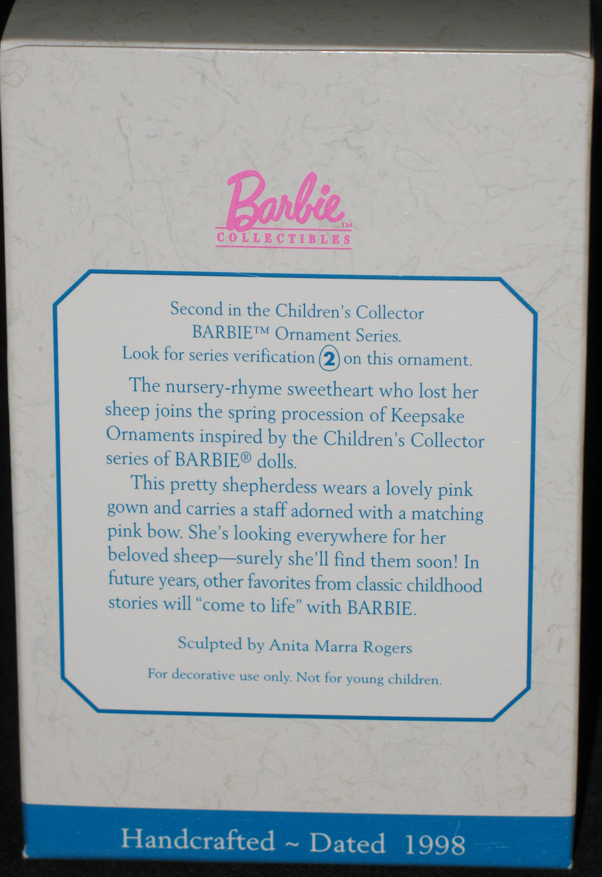 Barbie™
COLLECTIBLES
Second in the Children's Collector
BARBIE™ Ornament Series.
Look for series verification 2 on this ornament.
The nursery-rhyme sweetheart who lost her
sheep joins the spring procession of Keepsake
Ornaments inspired by the Children's Collector
series of BARBIE® dolls.
This pretty shepherdess wears a lovely pink
gown and carries a staff adorned with a matching
pink bow. She's looking everywhere for her
beloved sheep—surely she'll find them soon! In
future years, other favorites from classic childhood
stories will "come to life" with BARBIE.
Sculpted by Anita Marra Rogers
For decorative use only. Not for young children.
Handcrafted ~ Dated 1998